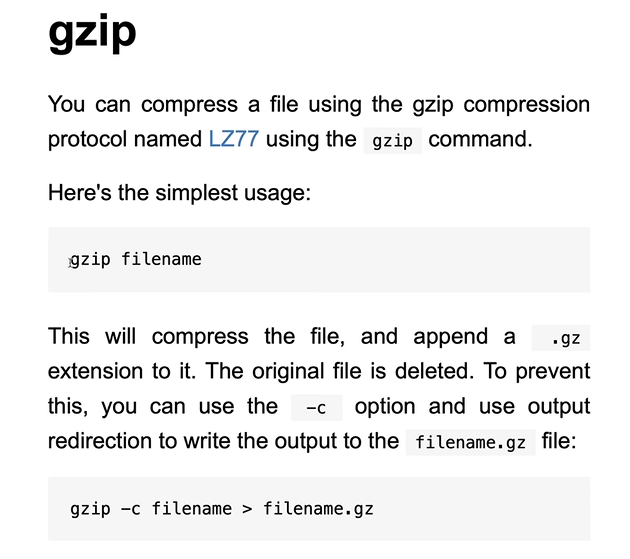 gzip
You can compress a file using the gzip compression
protocol named LZ77 using the gzip command.
Here's the simplest usage:
gzip filename
This will compress the file, and append a .gz
extension to it. The original file is deleted. To prevent
this, you can use the -c option and use output
redirection to write the output to the filename.gz file:
gzip -c filename > filename.gz